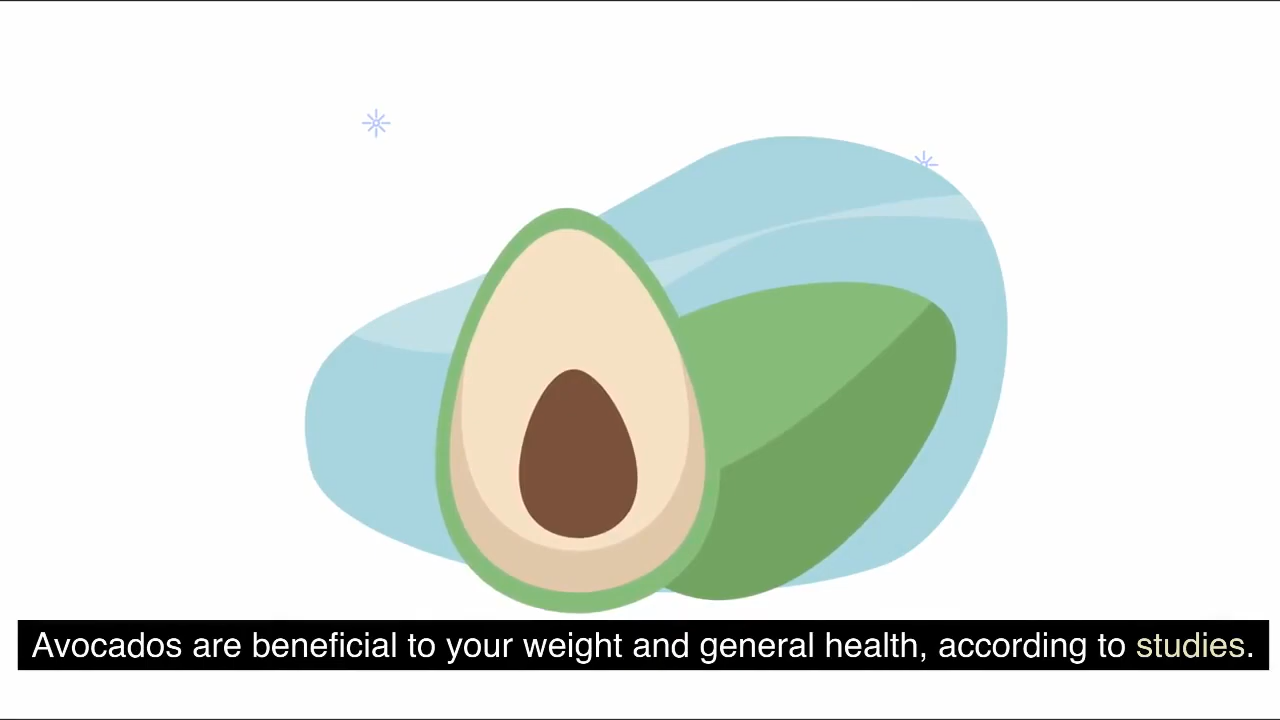 Avocados are beneficial to your weight and general health, according to studies.